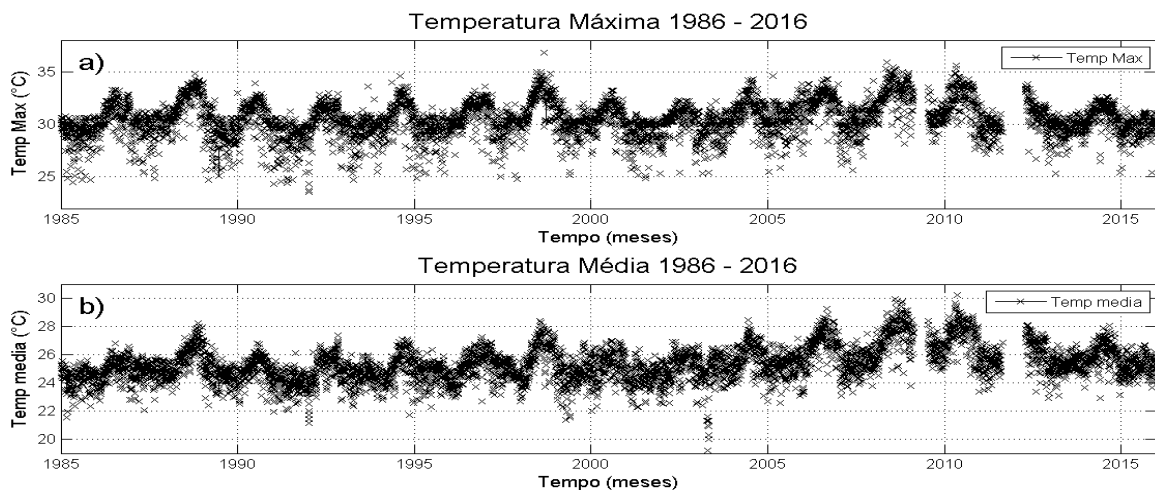 Temperatura Máxima 1986 - 2016
a)
Temp Max
Temp Max (°C)
35
30
25
1985 1990 1995 2000 2005 2010 2015
Tempo (meses)
Temperatura Média 1986 - 2016
b)
Temp media
Temp media (°C)
30
28
26
24
22
20
1985 1990 1995 2000 2005 2010 2015
Tempo (meses)